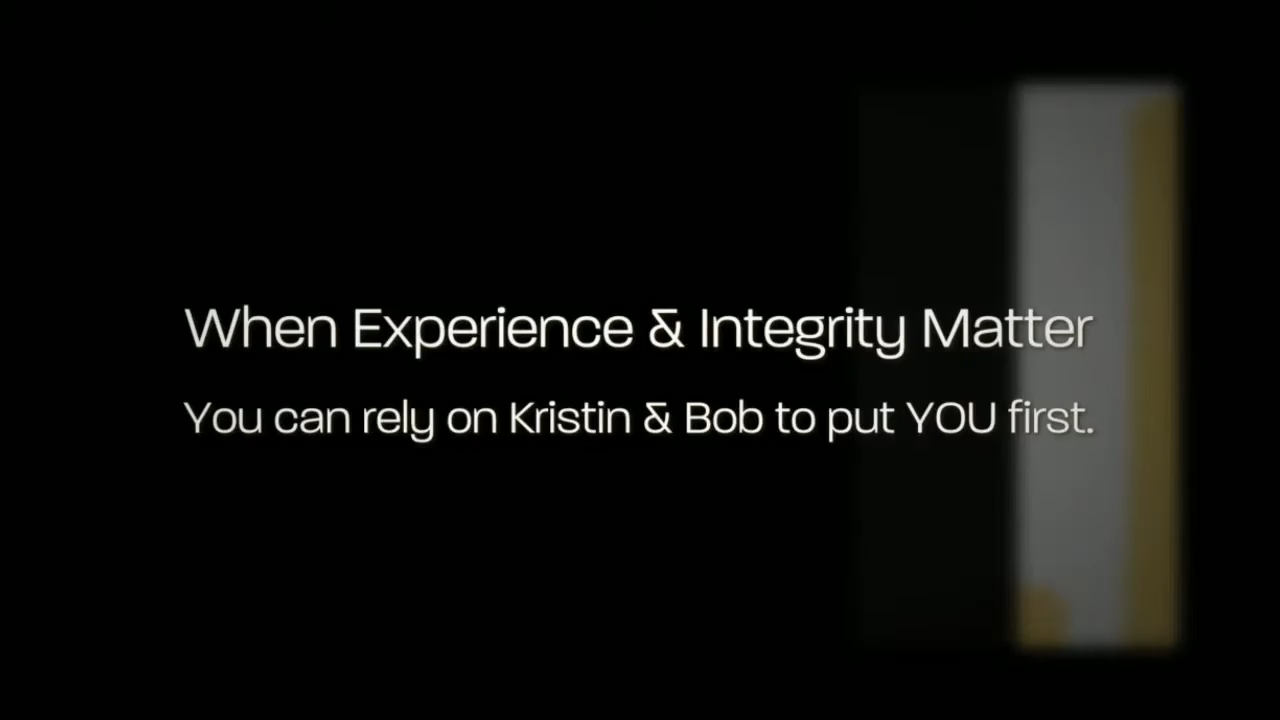 When Experience & Integrity Matter
You can rely on Kristin & Bob to put YOU first.